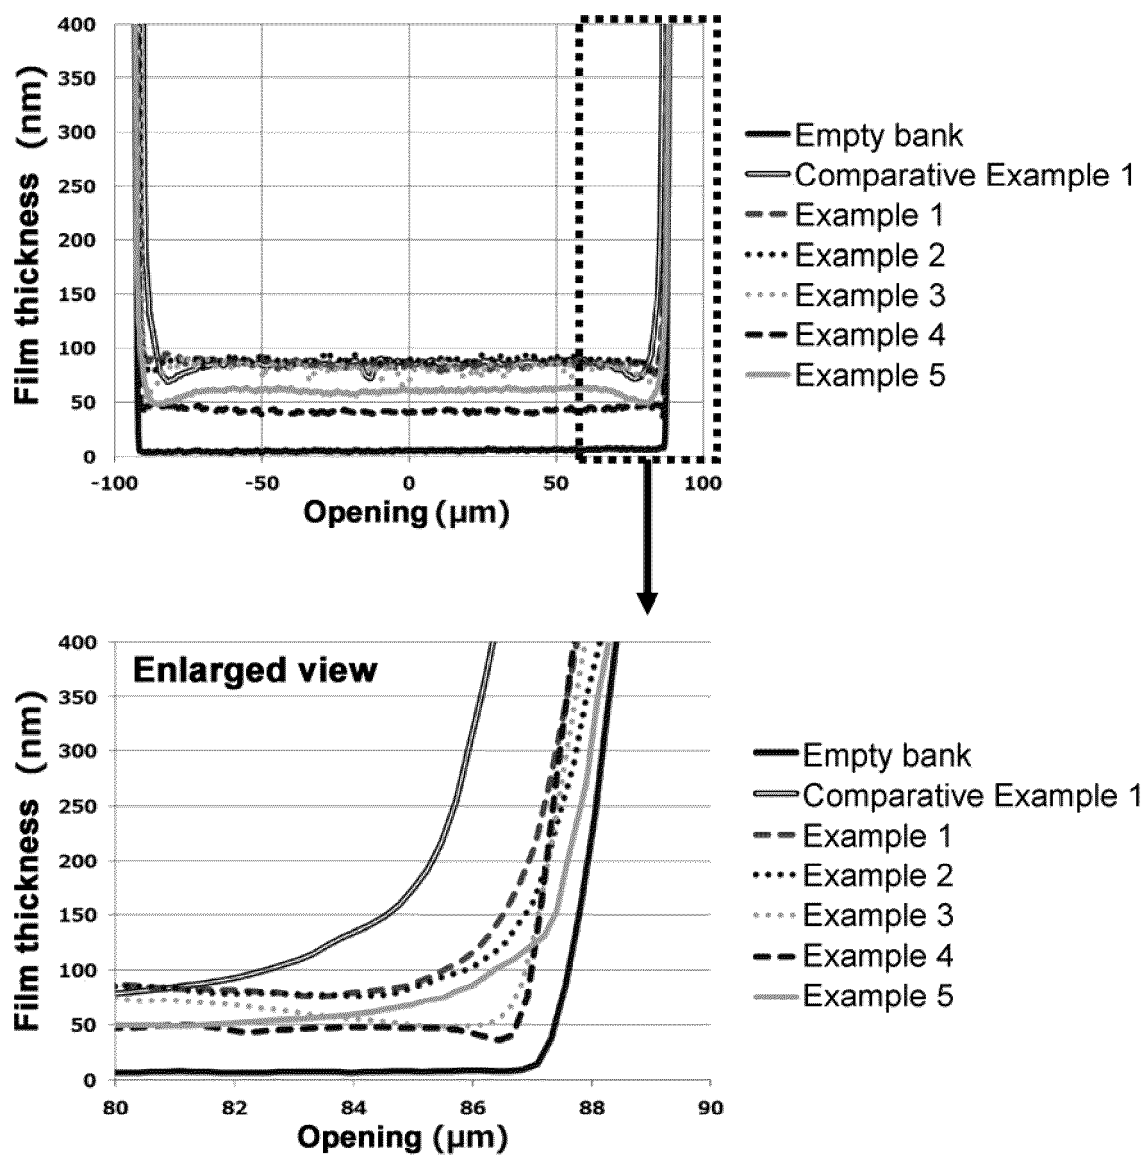 400
350
300
250
200
150
100
50
0
Film thickness (nm)
-100 -50 0 50 100
Opening (μm)
Empty bank
Comparative Example 1
Example 1
Example 2
Example 3
Example 4
Example 5
Enlarged view
400
350
300
250
200
150
100
50
0
Film thickness (nm)
80 82 84 86 88 90
Opening (μm)
Empty bank
Comparative Example 1
Example 1
Example 2
Example 3
Example 4
Example 5